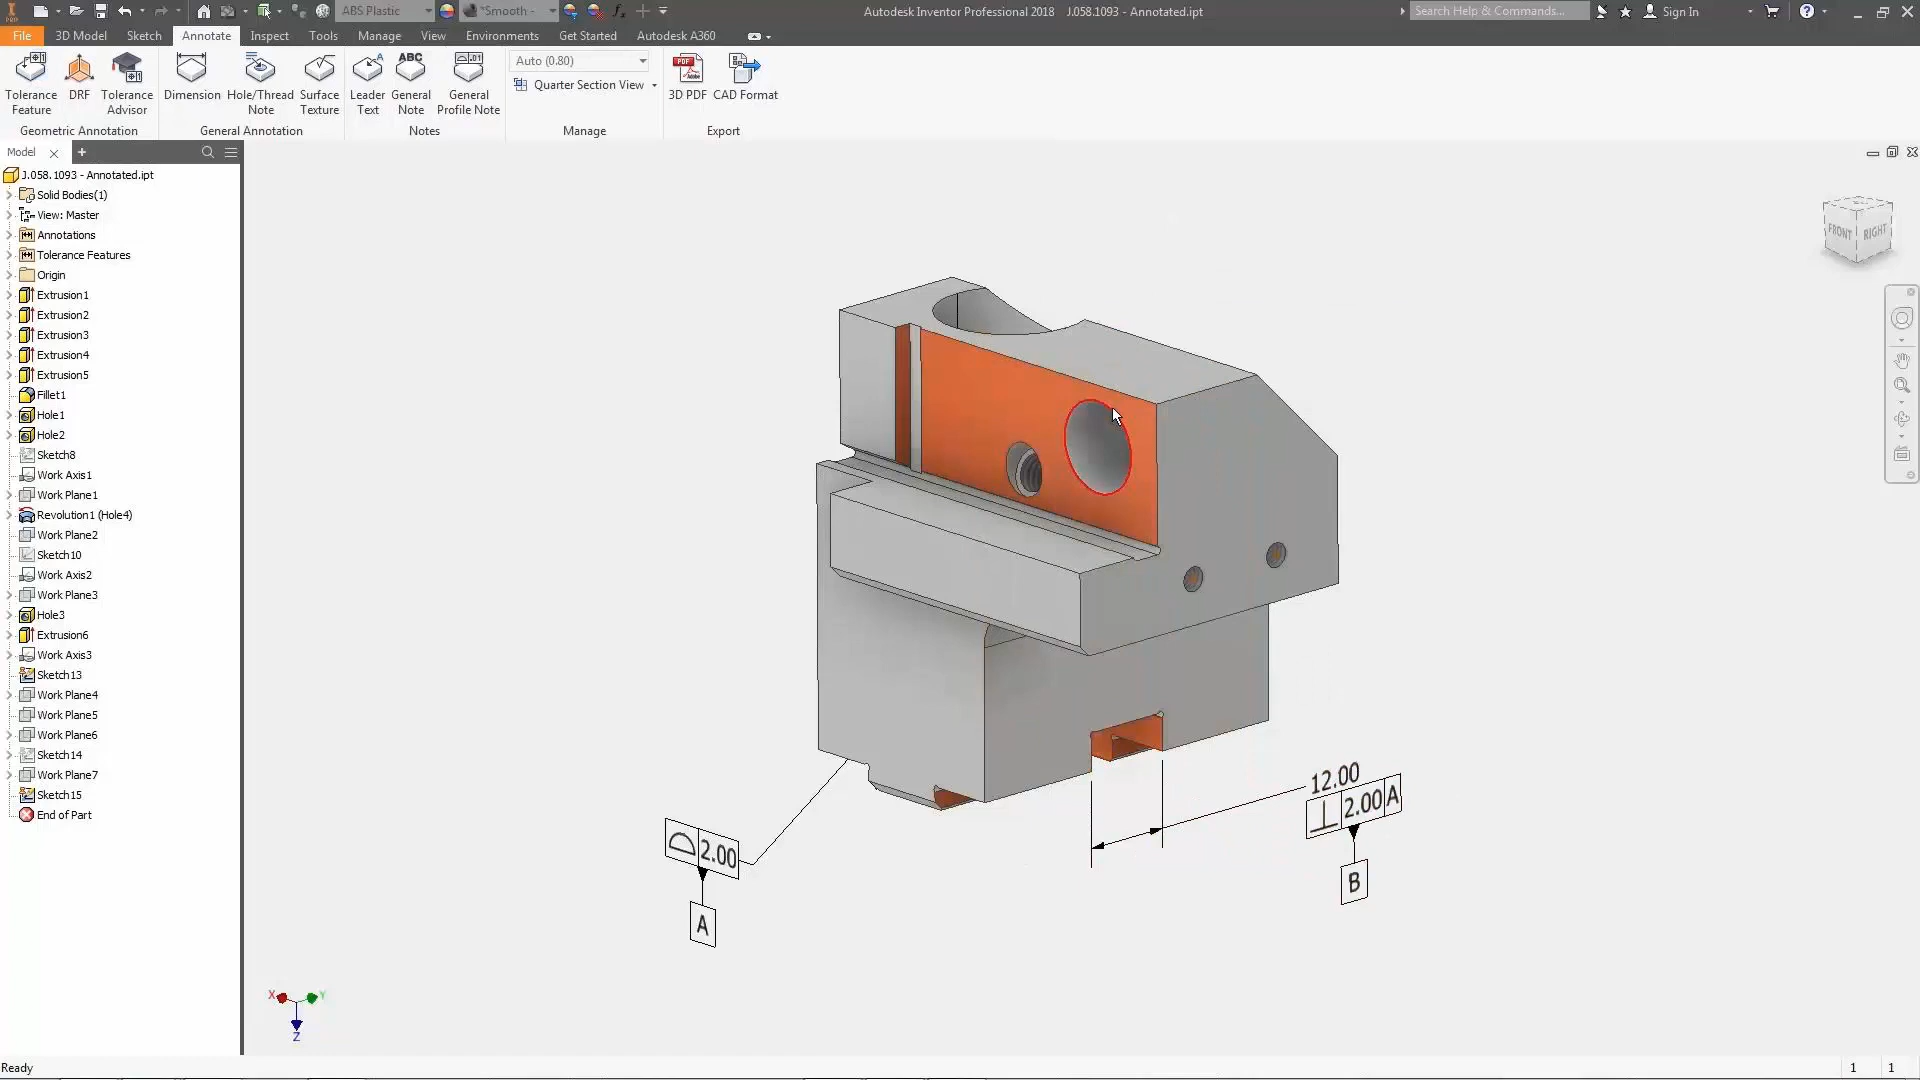 ABS Plastic
*Smooth -
Autodesk Inventor Professional 2018 J.058.1093 - Annotated.ipt
Search Help & Commands...
Sign In
File
3D Model
Sketch
Annotate
Inspect
Tools
Manage
View
Environments
Get Started
Autodesk A360
Tolerance
Feature
DRF
Tolerance
Advisor
Dimension
Hole/Thread
Note
Surface
Texture
Leader
Text
ABC
General
Note
General
Profile Note
Auto (0.80)
Quarter Section View
3D PDF
CAD Format
Geometric Annotation
General Annotation
Notes
Manage
Export
Model
J.058.1093 - Annotated.ipt
Solid Bodies(1)
View: Master
Annotations
Tolerance Features
Origin
Extrusion1
Extrusion2
Extrusion3
Extrusion4
Extrusion5
Fillet1
Hole1
Hole2
Sketch8
Work Axis1
Work Plane1
Revolution1 (Hole4)
Work Plane2
Sketch10
Work Axis2
Work Plane3
Hole3
Extrusion6
Work Axis3
Sketch13
Work Plane4
Work Plane5
Work Plane6
Sketch14
Work Plane7
Sketch15
End of Part
FRONT
RIGHT
12.00
2.00 A
B
2.00
A
X
Y
Z
Ready
1 1